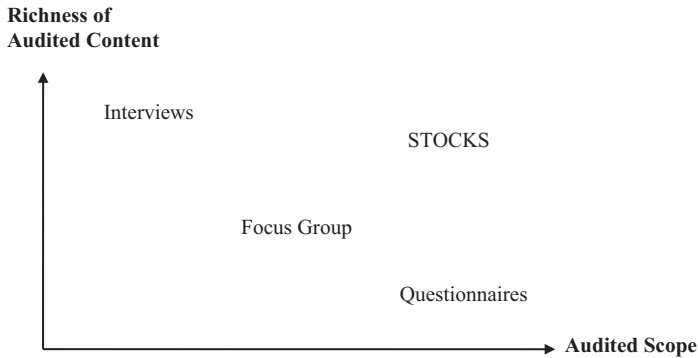 Richness of
Audited Content
Interviews
STOCKS
Focus Group
Questionnaires
Audited Scope